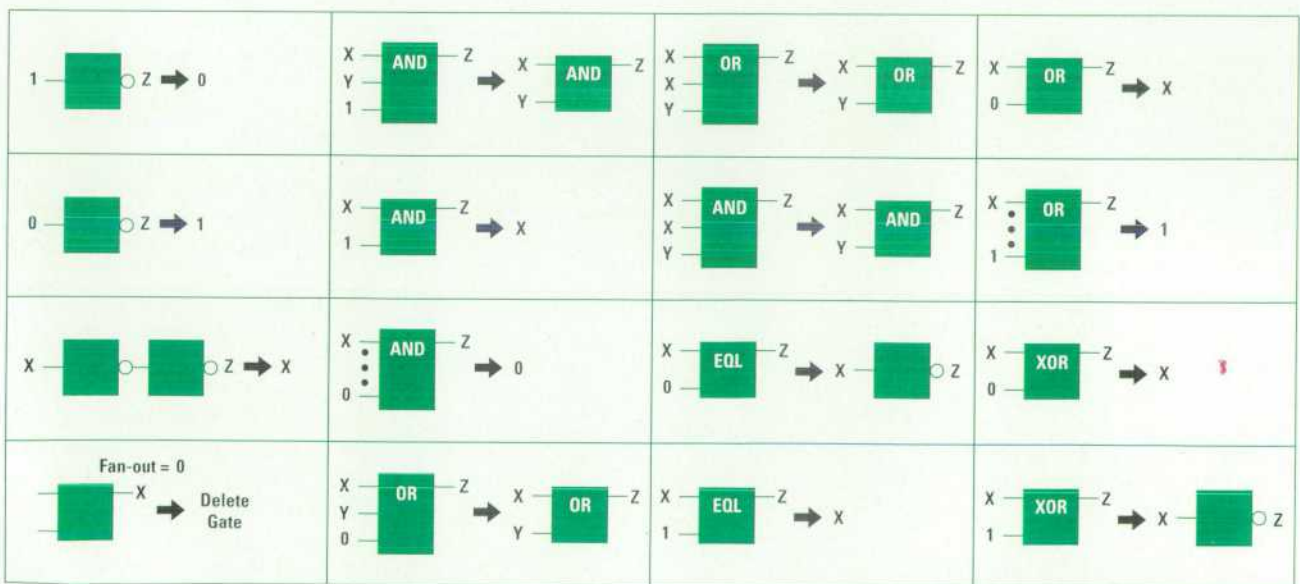 1 Z 0
X Y 1 AND Z X Y AND Z
X X Y OR Z X Y OR Z
X 0 OR Z X
0 Z 1
X 1 AND Z X
X X Y AND Z X Y AND Z
X 1 OR Z 1
X Z X
X 0 AND Z 0
X 0 EQL Z X Z
X 0 XOR Z X
Fan-out = 0
X Delete
Gate
X Y 0 OR Z X Y OR Z
X 1 EQL Z X
X 1 XOR Z X Z